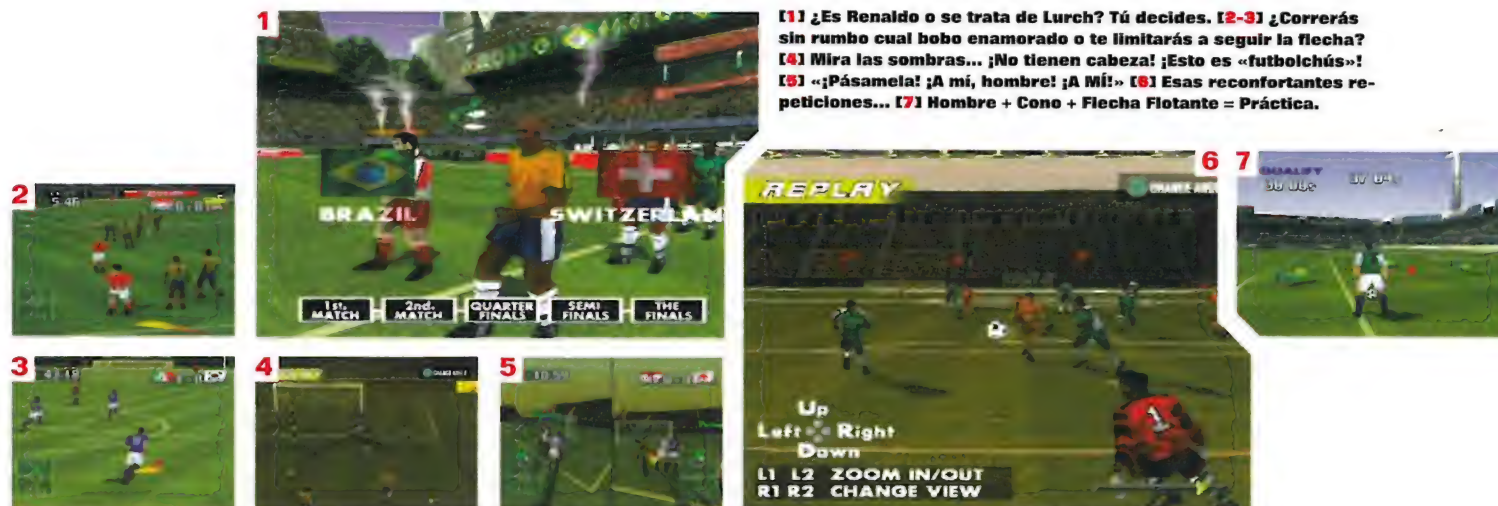 [1] ¿Es Renaldo o se trata de Lurch? Tú decides. [2-3] ¿Correrás
sin rumbo cual bobo enamorado o te limitarás a seguir la flecha?
[4] Mira las sombras... ¡No tienen cabeza! ¡Esto es «futbolchús»!
[5] «¡Pásamela! ¡A mí, hombre! ¡A MÍ!» [6] Esas reconfortantes re-
peticiones... [7] Hombre + Cono + Flecha Flotante = Práctica.
1
BRAZIL
SWITZERLAND
1st. MATCH
2nd. MATCH
QUARTER FINALS
SEMI FINALS
THE FINALS
2
3
4
5
6
REPLAY
Up
Left Right
Down
L1 L2 ZOOM IN/OUT
R1 R2 CHANGE VIEW
7
QUALIFY